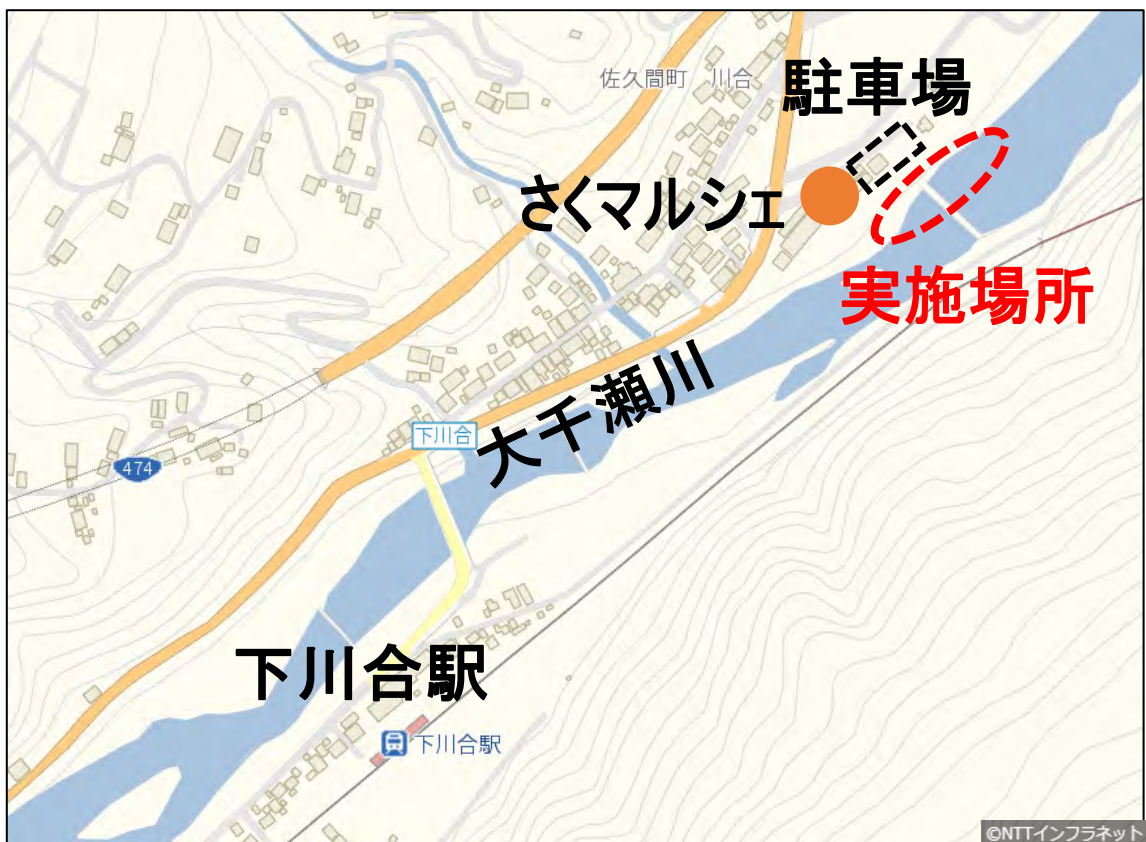 佐久間町 川合
駐車場
さくマルシェ
実施場所
大千瀬川
下川合
474
下川合駅
下川合駅
©NTTインフラネット